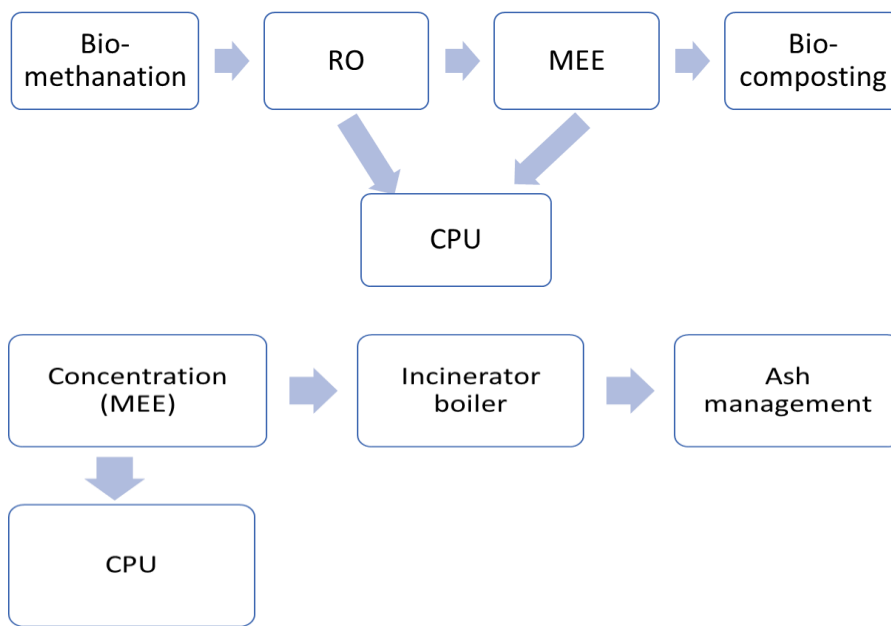 Bio-
methanation
RO
MEE
Bio-
composting
CPU
Concentration
(MEE)
Incinerator
boiler
Ash
management
CPU